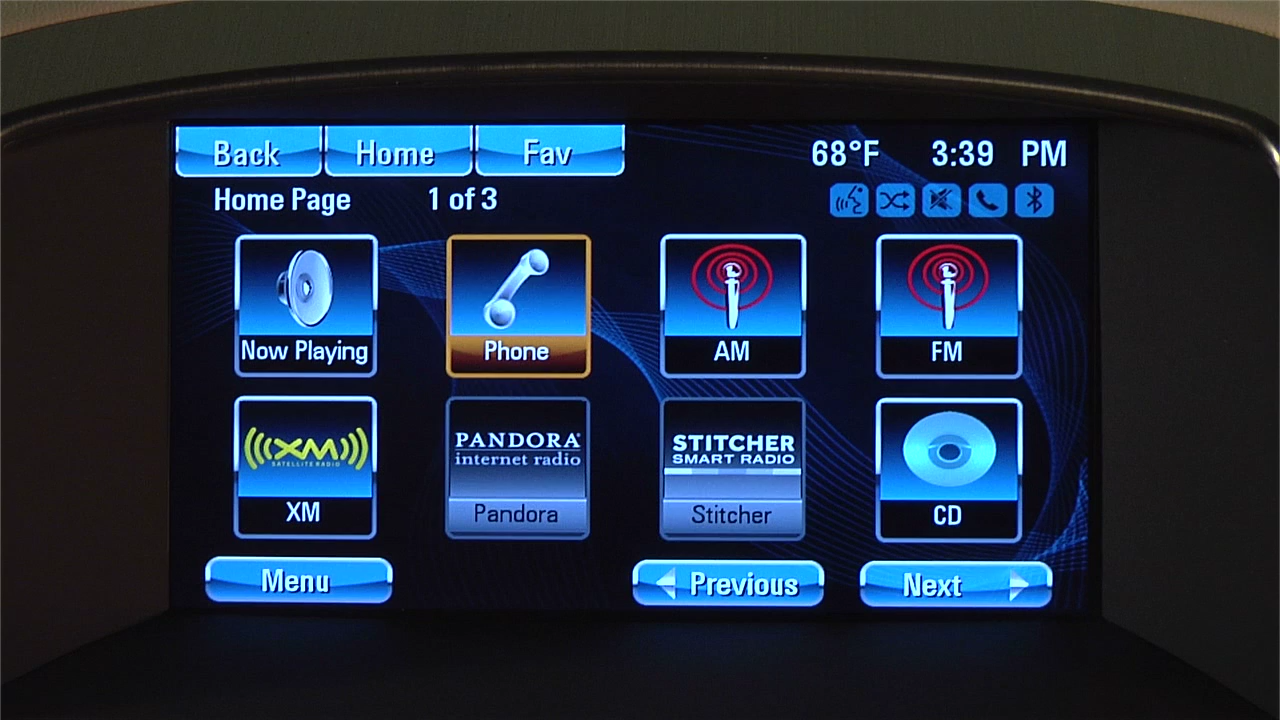 Back Home Fav 68°F 3:39 PM
Home Page 1 of 3
Now Playing Phone AM FM
XM SATELLITE RADIO
PANDORA
internet radio
STITCHER
SMART RADIO
XM Pandora Stitcher CD
Menu Previous Next